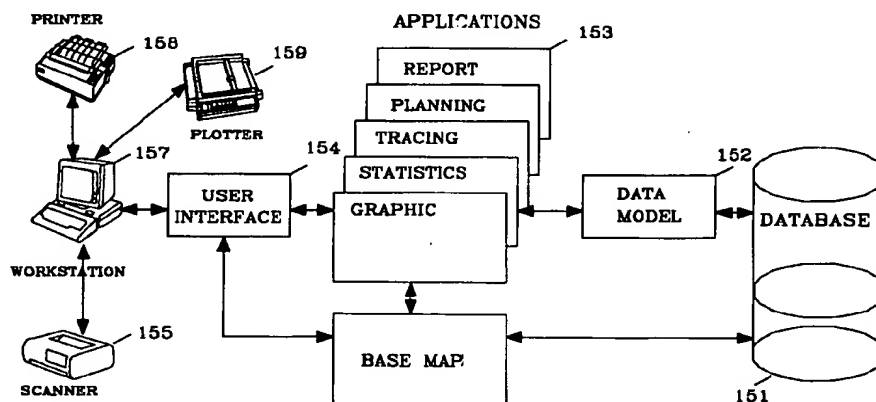 PRINTER
158
159
PLOTTER
157
WORKSTATION
155
SCANNER
154
USER
INTERFACE
APPLICATIONS
153
REPORT
PLANNING
TRACING
STATISTICS
GRAPHIC
BASE MAP
152
DATA
MODEL
DATABASE
151